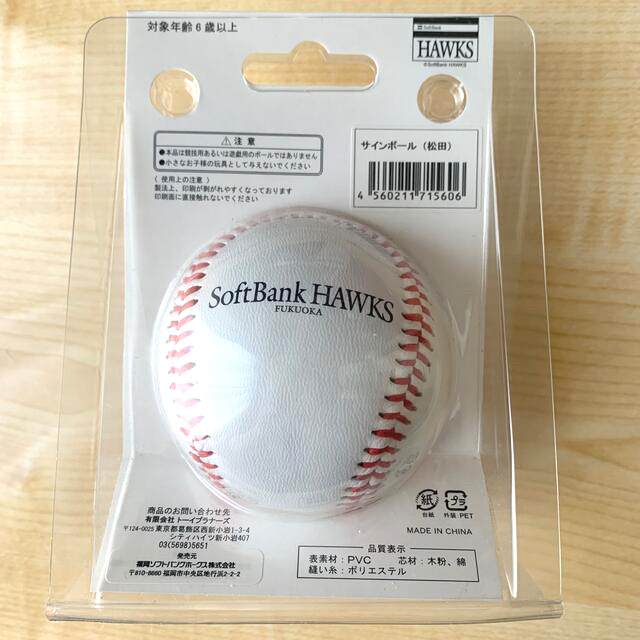 対象年齢6歳以上
SoftBank
HAWKS
©SoftBank HAWKS
⚠注意
●本品は競技用あるいは遊戯用のボールではありません
●小さなお子様の玩具として与えないでください
〈使用上の注意〉
製法上、印刷が剥がれやすくなっております
印刷面に直接触れないでください
サインボール(松田)
4 560211 715606
SoftBank HAWKS
FUKUOKA
商品のお問い合わせ先
有限会社 トーイプラナーズ
〒124-0025 東京都葛飾区西新小岩1-3-4
シティハイツ新小岩407
03(5698)5651
発売元
福岡ソフトバンクホークス株式会社
〒810-8660 福岡市中央区地行浜2-2-2
紙
台紙
プラ
外装:PET
MADE IN CHINA
品質表示
表素材:PVC 芯材:木粉、綿
縫い糸:ポリエステル